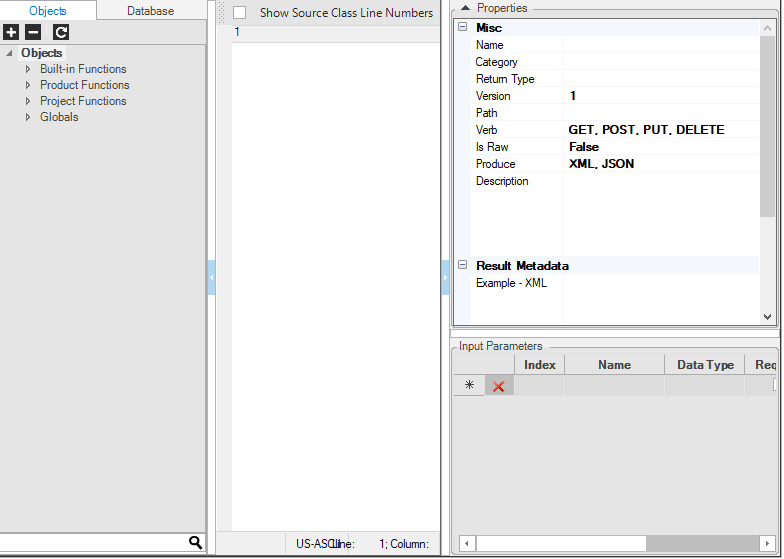 Objects
Database
Objects
Built-in Functions
Product Functions
Project Functions
Globals
Show Source Class Line Numbers
1
US-ASCII
Line: 1; Column:
Properties
Misc
Name
Category
Return Type
Version 1
Path
Verb GET, POST, PUT, DELETE
Is Raw False
Produce XML, JSON
Description
Result Metadata
Example - XML
Input Parameters
Index Name Data Type Req